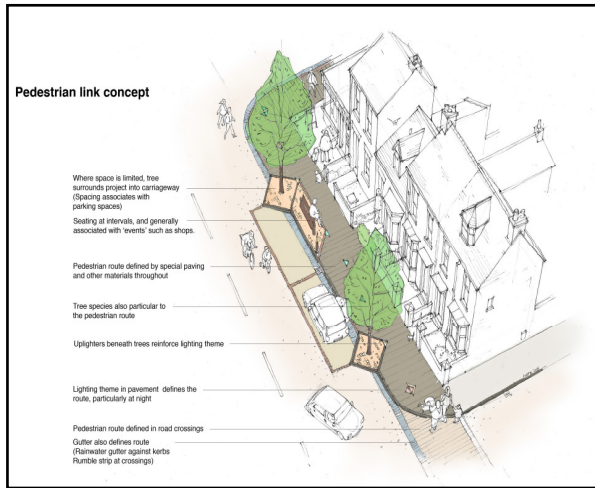 Pedestrian link concept
Where space is limited, tree
surrounds project into carriageway
(Spacing associates with
parking spaces)
Seating at intervals, and generally
associated with 'events' such as shops.
Pedestrian route defined by special paving
and other materials throughout
Tree species also particular to
the pedestrian route
Uplighters beneath trees reinforce lighting theme
Lighting theme in pavement defines the
route, particularly at night
Pedestrian route defined in road crossings
Gutter also defines route
(Rainwater gutter against kerbs
Rumble strip at crossings)